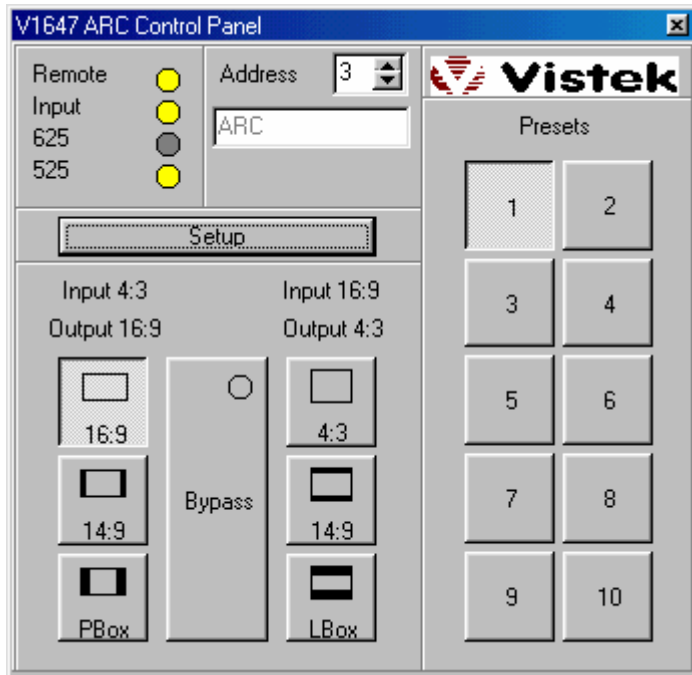 V1647 ARC Control Panel
Remote
Input
625
525
Address 3
ARC
Setup
Input 4:3 Input 16:9
Output 16:9 Output 4:3
16:9
14:9
PBox
Bypass
4:3
14:9
LBox
Vistek
Presets
1 2
3 4
5 6
7 8
9 10